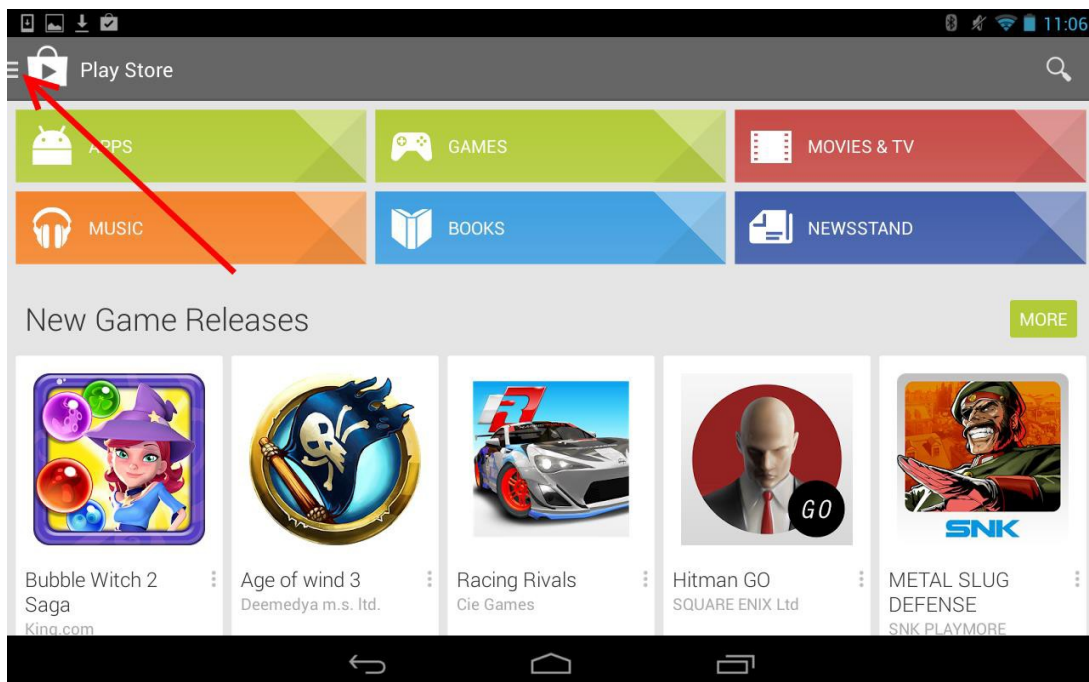 11:06
Play Store
APPS
GAMES
MOVIES & TV
MUSIC
BOOKS
NEWSSTAND
New Game Releases
MORE
R
GO
SNK
Bubble Witch 2
Saga
King.com
Age of wind 3
Deemedya m.s. ltd.
Racing Rivals
Cie Games
Hitman GO
SQUARE ENIX Ltd
METAL SLUG
DEFENSE
SNK PLAYMORE